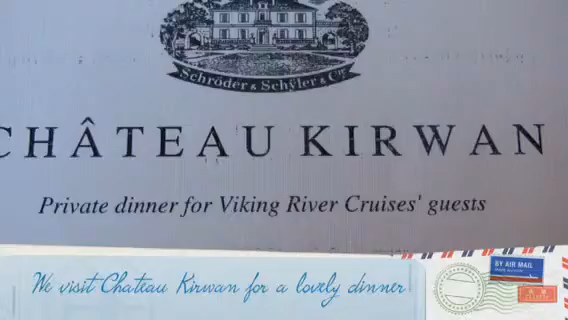 Schröder & Schÿler & Cie
CHÂTEAU KIRWAN
Private dinner for Viking River Cruises' guests
We visit Chateau Kirwan for a lovely dinner
BY AIR MAIL